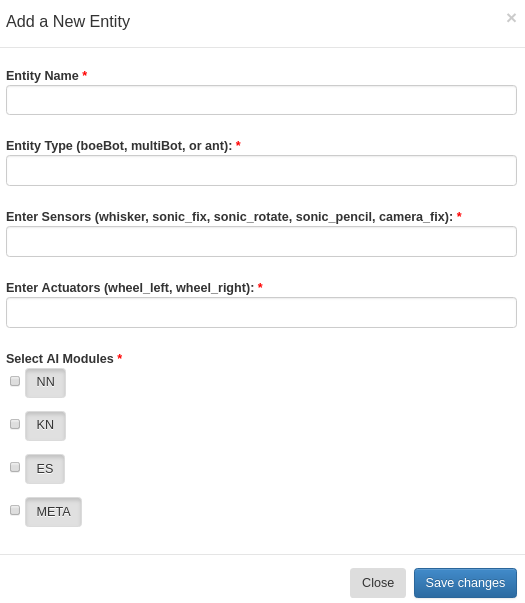 Add a New Entity ×
Entity Name *
Entity Type (boeBot, multiBot, or ant): *
Enter Sensors (whisker, sonic_fix, sonic_rotate, sonic_pencil, camera_fix): *
Enter Actuators (wheel_left, wheel_right): *
Select AI Modules *
NN
KN
ES
META
Close Save changes